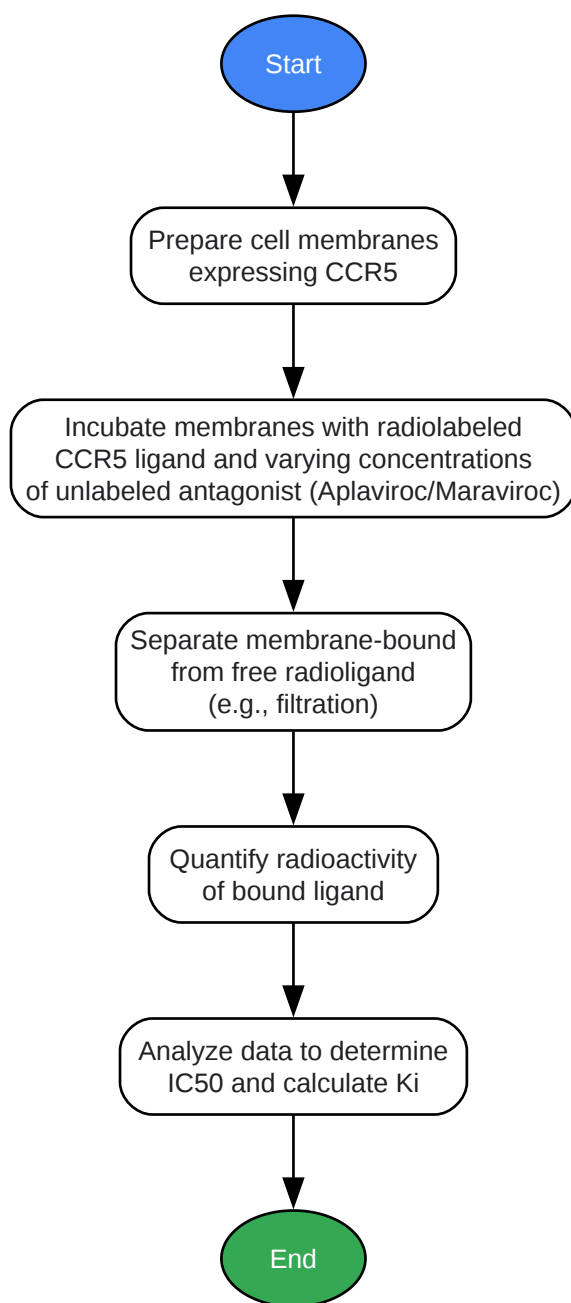 Start
Prepare cell membranes
expressing CCR5
Incubate membranes with radiolabeled
CCR5 ligand and varying concentrations
of unlabeled antagonist (Aplaviroc/Maraviroc)
Separate membrane-bound
from free radioligand
(e.g., filtration)
Quantify radioactivity
of bound ligand
Analyze data to determine
IC50 and calculate Ki
End